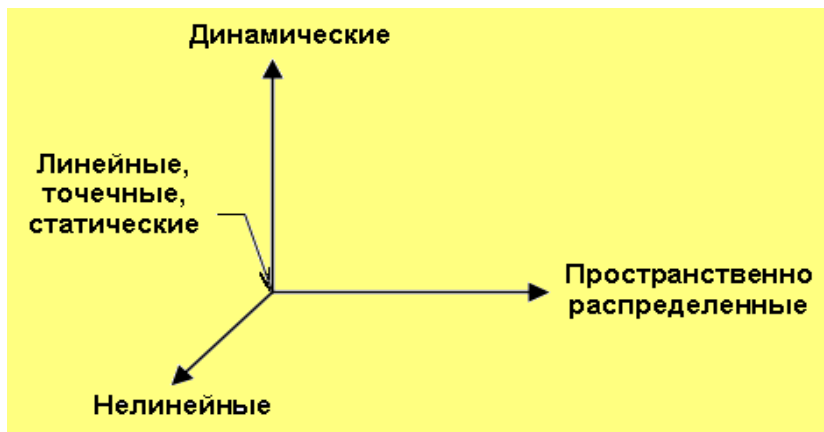 Динамические
Линейные,
точечные,
статические
Пространственно
распределенные
Нелинейные